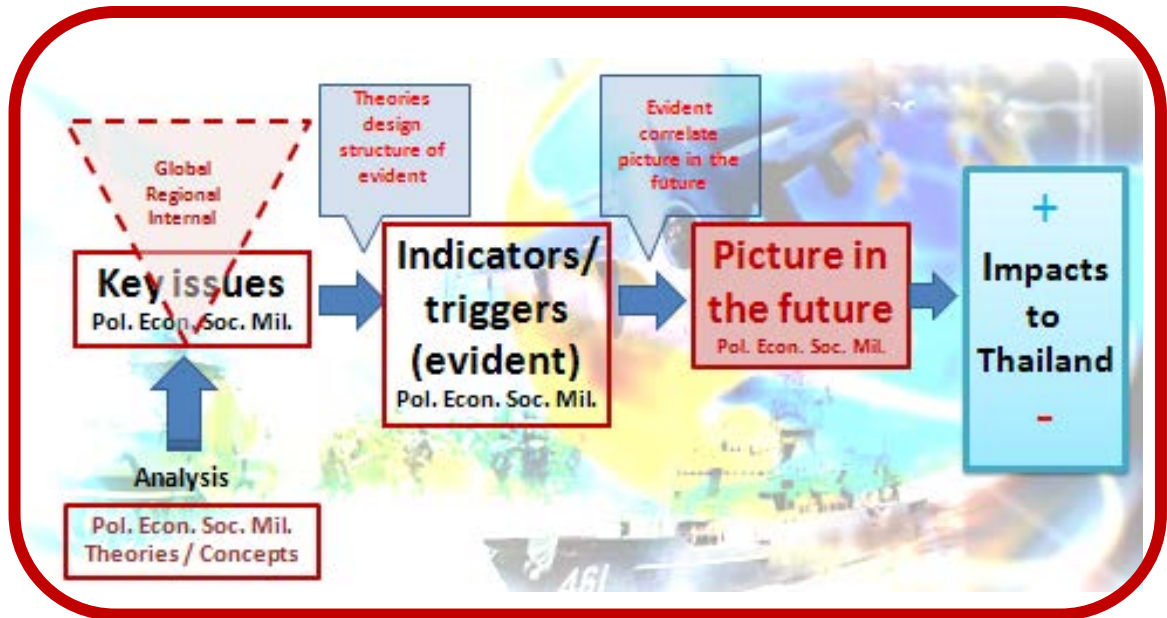 Global
Regional
Internal
Key issues
Pol. Econ. Soc. Mil.
Analysis
Pol. Econ. Soc. Mil.
Theories / Concepts
Theories
design
structure of
evident
Indicators/
triggers
(evident)
Pol. Econ. Soc. Mil.
Evident
correlate
picture in the
future
Picture in
the future
Pol. Econ. Soc. Mil.
+
Impacts
to
Thailand
-
461